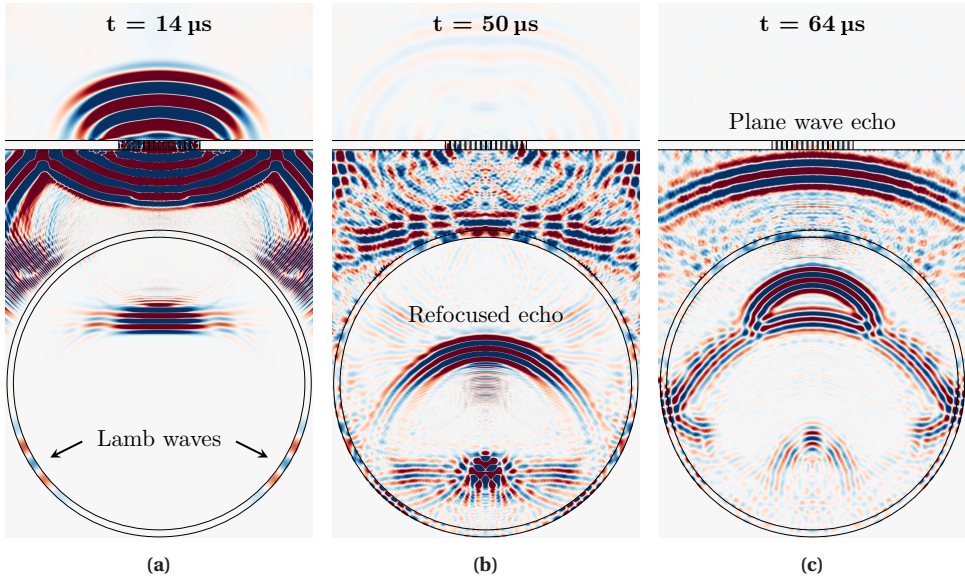 t = 14 µs
t = 50 µs
t = 64 µs
Plane wave echo
Refocused echo
Lamb waves
(a)
(b)
(c)